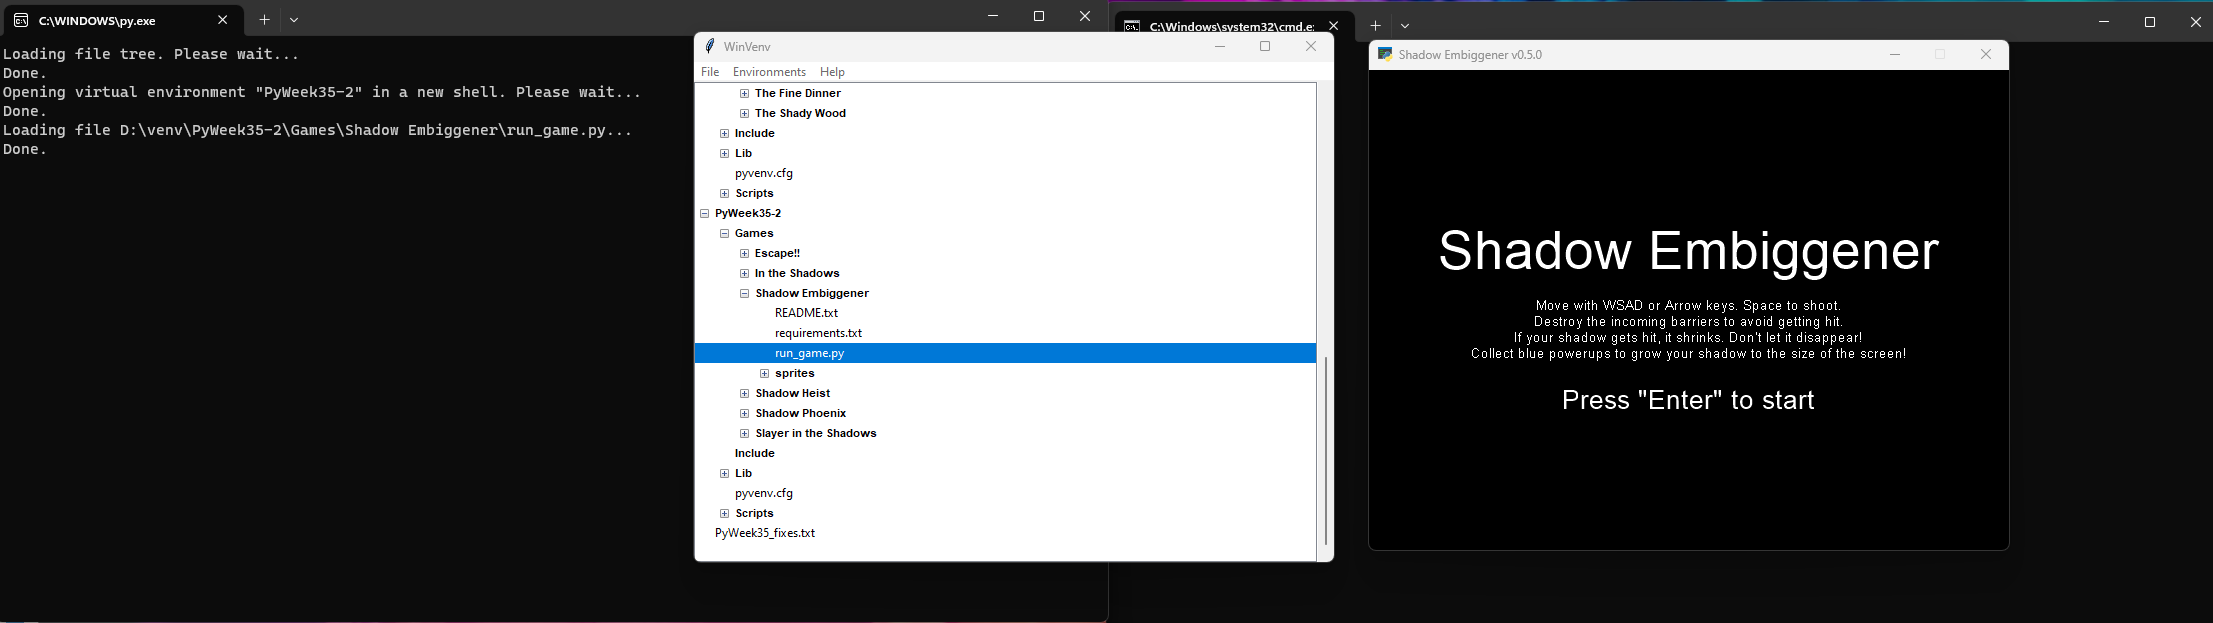 C:\WINDOWS\py.exe
Loading file tree. Please wait...
Done.
Opening virtual environment "PyWeek35-2" in a new shell. Please wait...
Done.
Loading file D:\venv\PyWeek35-2\Games\Shadow Embiggener\run_game.py...
Done.
WinVenv
File Environments Help
The Fine Dinner
The Shady Wood
Include
Lib
pyvenv.cfg
Scripts
PyWeek35-2
Games
Escape!!
In the Shadows
Shadow Embiggener
README.txt
requirements.txt
run_game.py
sprites
Shadow Heist
Shadow Phoenix
Slayer in the Shadows
Include
Lib
pyvenv.cfg
Scripts
PyWeek35_fixes.txt
C:\Windows\system32\cmd.e
Shadow Embiggener v0.5.0
Shadow Embiggener
Move with WSAD or Arrow keys. Space to shoot.
Destroy the incoming barriers to avoid getting hit.
If your shadow gets hit, it shrinks. Don't let it disappear!
Collect blue powerups to grow your shadow to the size of the screen!
Press "Enter" to start